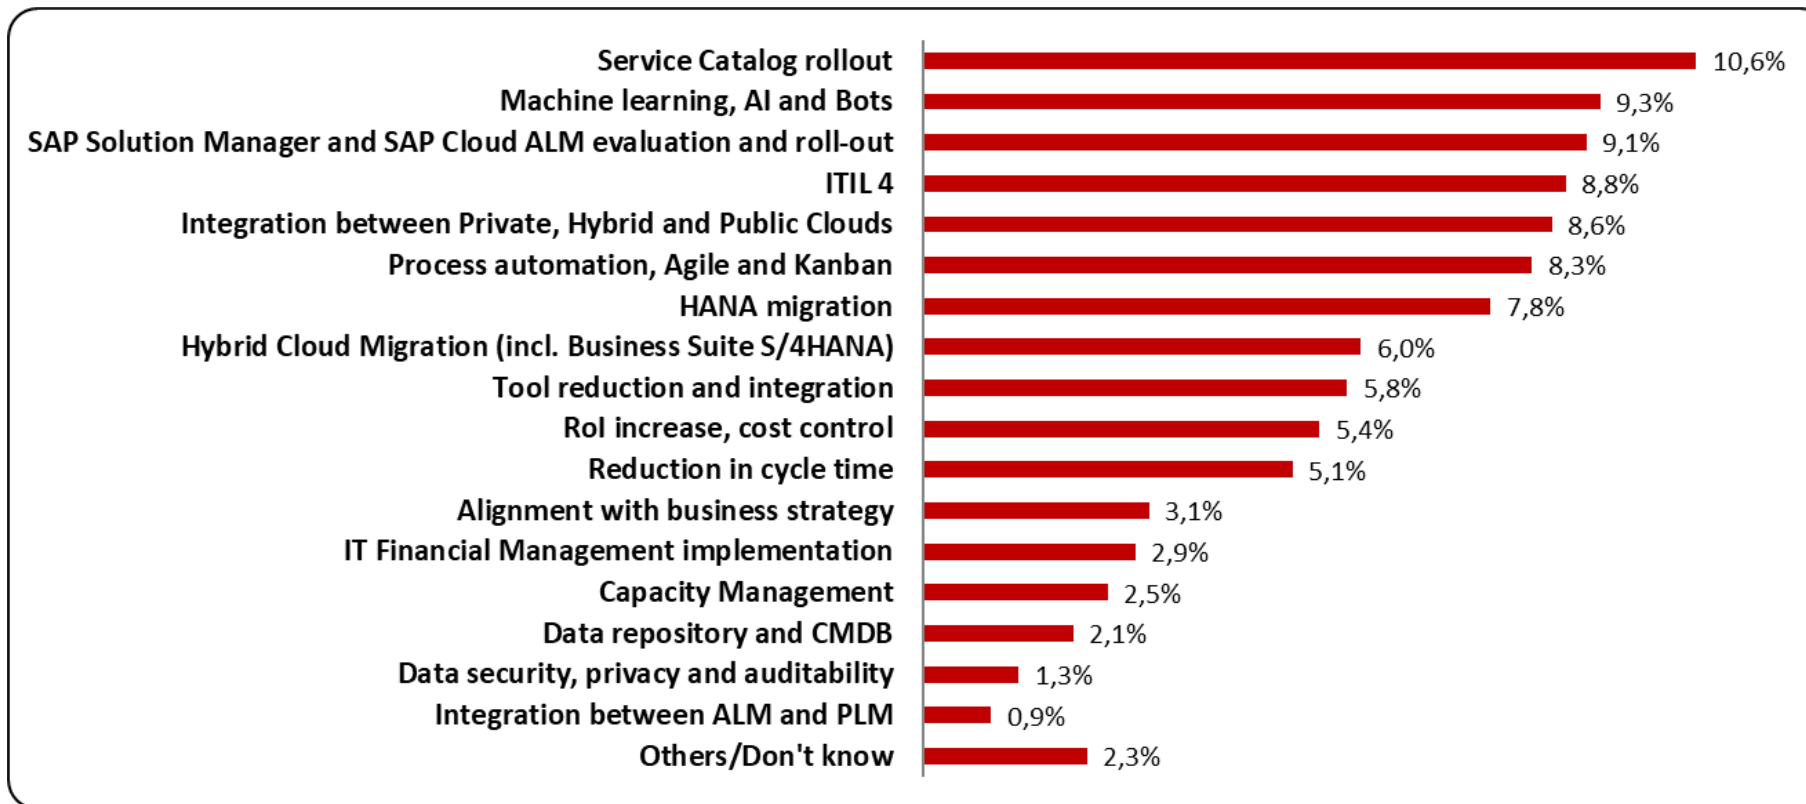 Service Catalog rollout 10,6%
Machine learning, AI and Bots 9,3%
SAP Solution Manager and SAP Cloud ALM evaluation and roll-out 9,1%
ITIL 4 8,8%
Integration between Private, Hybrid and Public Clouds 8,6%
Process automation, Agile and Kanban 8,3%
HANA migration 7,8%
Hybrid Cloud Migration (incl. Business Suite S/4HANA) 6,0%
Tool reduction and integration 5,8%
RoI increase, cost control 5,4%
Reduction in cycle time 5,1%
Alignment with business strategy 3,1%
IT Financial Management implementation 2,9%
Capacity Management 2,5%
Data repository and CMDB 2,1%
Data security, privacy and auditability 1,3%
Integration between ALM and PLM 0,9%
Others/Don't know 2,3%